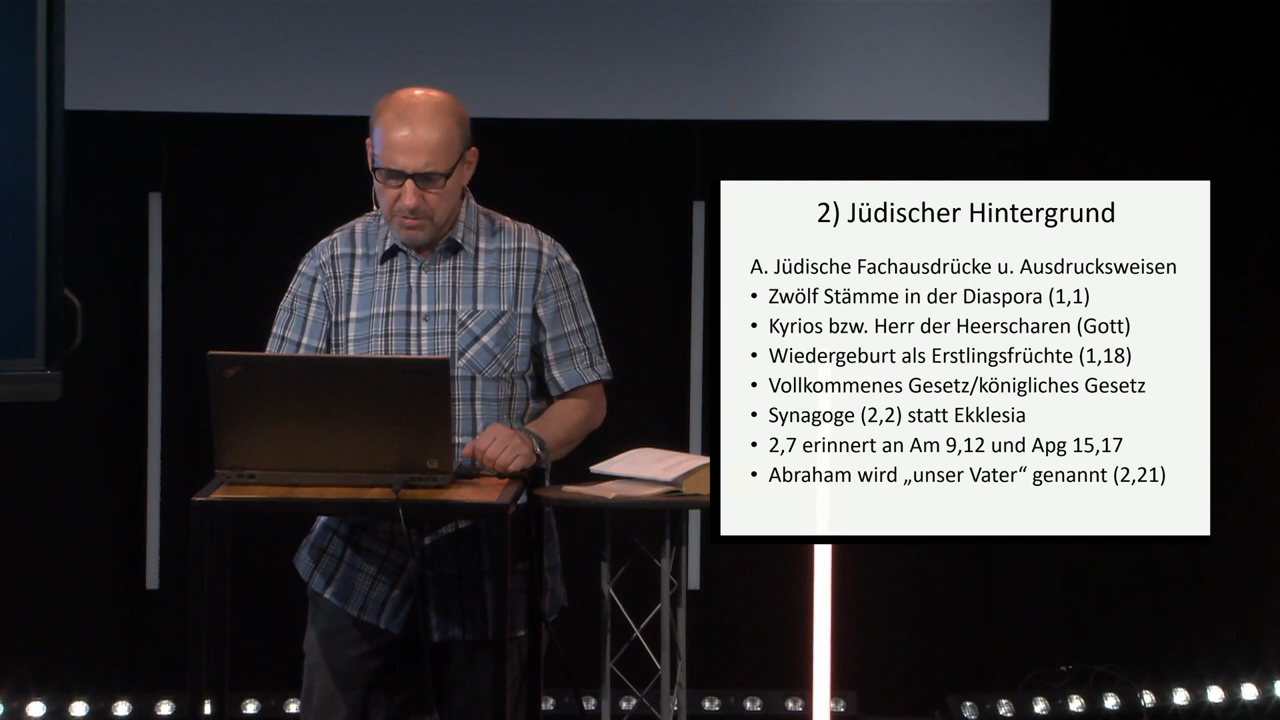 2) Jüdischer Hintergrund
A. Jüdische Fachausdrücke u. Ausdrucksweisen
• Zwölf Stämme in der Diaspora (1,1)
• Kyrios bzw. Herr der Heerscharen (Gott)
• Wiedergeburt als Erstlingsfrüchte (1,18)
• Vollkommenes Gesetz/königliches Gesetz
• Synagoge (2,2) statt Ekklesia
• 2,7 erinnert an Am 9,12 und Apg 15,17
• Abraham wird „unser Vater“ genannt (2,21)